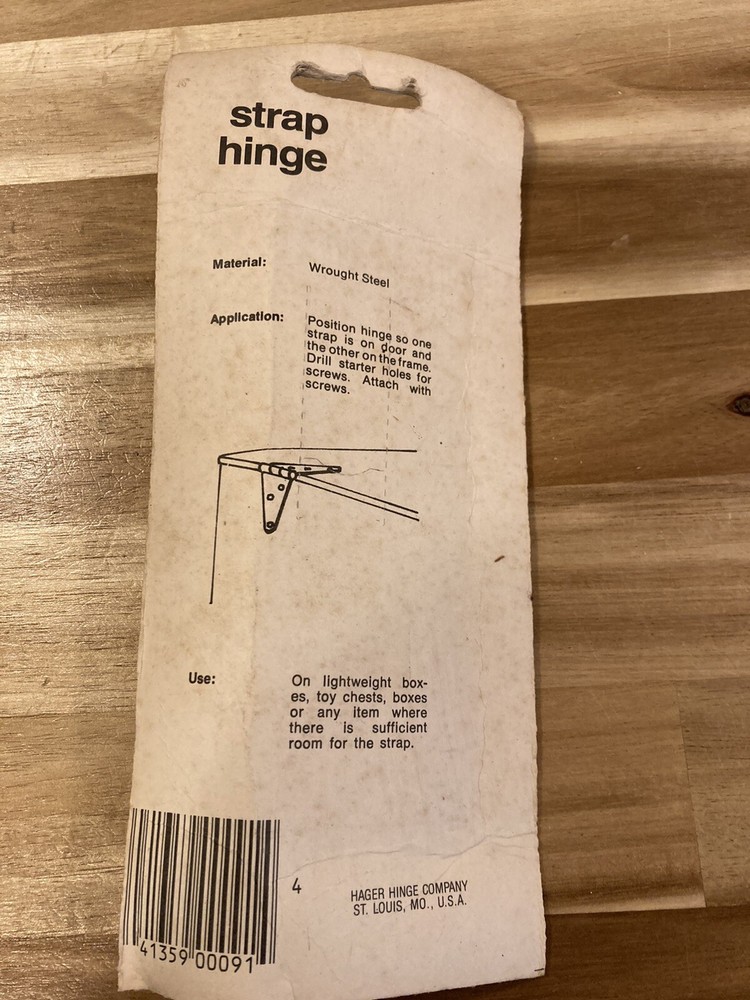 strap
hinge
Material: Wrought Steel
Application: Position hinge so one
strap is on door and
the other on the frame.
Drill starter holes for
screws. Attach with
screws.
Use: On lightweight box-
es, toy chests, boxes
or any item where
there is sufficient
room for the strap.
4
41359 00091
HAGER HINGE COMPANY
ST. LOUIS, MO., U.S.A.